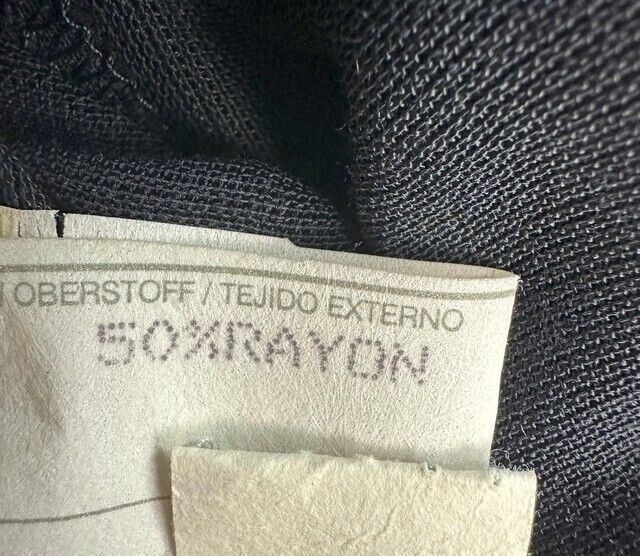 OBERSTOFF / TEJIDO EXTERNO
50%RAYON